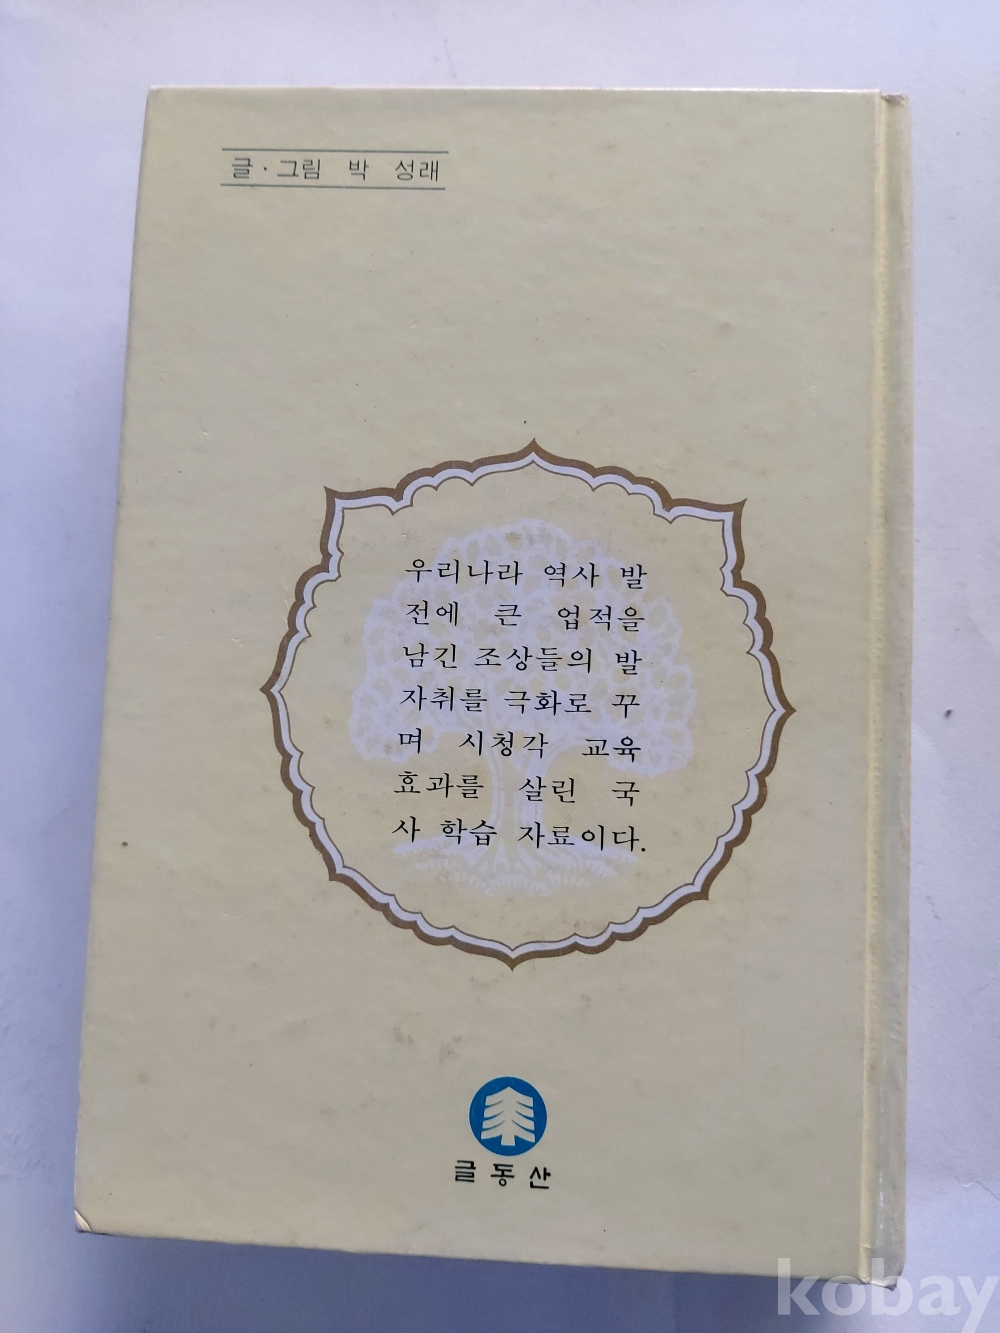 글·그림 박 성래
우리나라 역사 발
전에 큰 업적을
남긴 조상들의 발
자취를 극화로 꾸
며 시청각 교육
효과를 살린 국
사 학습 자료이다.
글동산
kobay